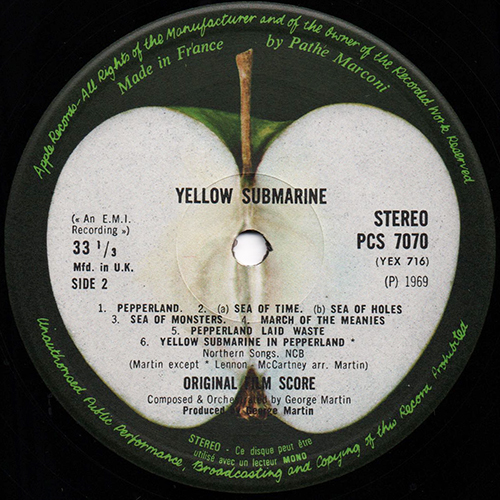 Apple Records-All Rights of the Manufacturer and of the owner of the Recorded Work Reserved
Made in France by Pathe Marconi
YELLOW SUBMARINE
(« An E.M.I.
Recording »)
33 1/3
Mfd. in U.K.
SIDE 2
STEREO
PCS 7070
(YEX 716)
(P) 1969
1. PEPPERLAND. 2. (a) SEA OF TIME. (b) SEA OF HOLES
3. SEA OF MONSTERS. 4. MARCH OF THE MEANIES
5. PEPPERLAND LAID WASTE
6. YELLOW SUBMARINE IN PEPPERLAND *
Northern Songs, NCB
(Martin except * Lennon - McCartney arr. Martin)
ORIGINAL FILM SCORE
Composed & Orchestrated by George Martin
Produced by George Martin
STEREO - Ce disque peut être
utilisé avec un lecteur MONO
Unauthorised Public Performance, Broadcasting and Copying of this Record Prohibited